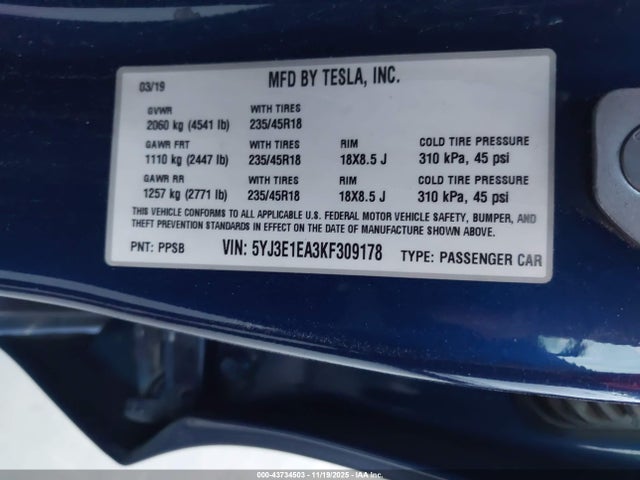 03/19 MFD BY TESLA, INC.
GVWR WITH TIRES
2060 kg (4541 lb) 235/45R18
GAWR FRT WITH TIRES RIM COLD TIRE PRESSURE
1110 kg (2447 lb) 235/45R18 18X8.5 J 310 kPa, 45 psi
GAWR RR WITH TIRES RIM COLD TIRE PRESSURE
1257 kg (2771 lb) 235/45R18 18X8.5 J 310 kPa, 45 psi
THIS VEHICLE CONFORMS TO ALL APPLICABLE U.S. FEDERAL MOTOR VEHICLE SAFETY, BUMPER, AND
THEFT PREVENTION STANDARDS IN EFFECT ON THE DATE OF MANUFACTURE SHOWN ABOVE.
PNT: PPSB VIN: 5YJ3E1EA3KF309178 TYPE: PASSENGER CAR
000-43734503 - 11/19/2025 - IAAI.COM